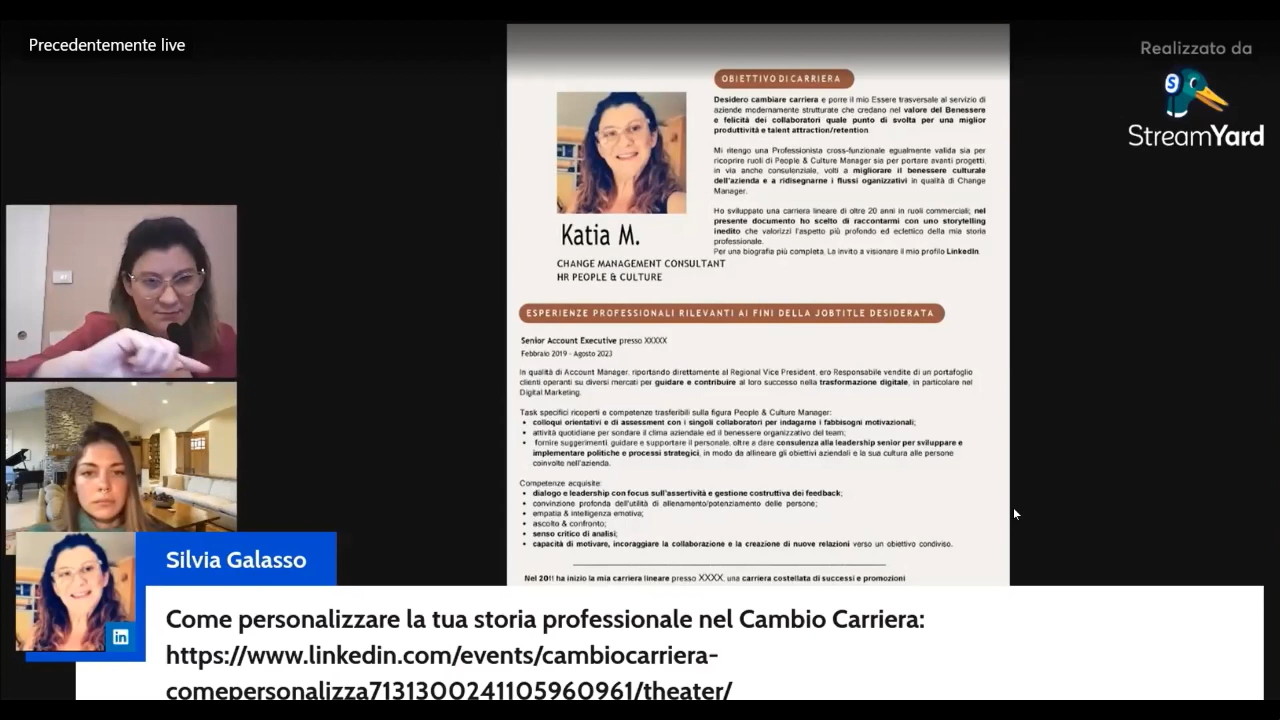 Precedentemente live
Realizzato da
StreamYard
OBIETTIVO DI CARRIERA
Desidero cambiare carriera e porre il mio Essere trasversale al servizio di
aziende modernamente strutturate che credano nel valore del Benessere
e felicità dei collaboratori quale punto di svolta per una miglior
produttività e talent attraction/retention
Mi ritengo una Professionista cross-funzionale egualmente valida sia per
ricoprire ruoli di People & Culture Manager sia per portare avanti progetti,
in via anche consulenziale, volti a migliorare il benessere culturale
dell'azienda e a ridisegnarne i flussi oganizzativi in qualità di Change
Manager.
Ho sviluppato una carriera lineare di oltre 20 anni in ruoli commerciali; nel
presente documento ho scelto di raccontarmi con uno storytelling
inedito che valorizzi l'aspetto più profondo ed eclettico della mia storia
professionale.
Per una biografia più completa, La invito a visionare il mio profilo LinkedIn.
Katia M.
CHANGE MANAGEMENT CONSULTANT
HR PEOPLE & CULTURE
ESPERIENZE PROFESSIONALI RILEVANTI AI FINI DELLA JOBTITLE DESIDERATA
Senior Account Executive presso XXXXX
Febbraio 2019 - Agosto 2023
In qualità di Account Manager, riportando direttamente al Regional Vice President, ero Responsabile vendite di un portafoglio
clienti operanti su diversi mercati per guidare e contribuire al loro successo nella trasformazione digitale, in particolare nel
Digital Marketing.
Task specifici ricoperti e competenze trasferibili sulla figura People & Culture Manager:
• colloqui orientativi e di assessment con i singoli collaboratori per indagarne i fabbisogni motivazionali;
• attività quotidiane per sondare il clima aziendale ed il benessere organizzativo del team;
• fornire suggerimenti, guidare e supportare il personale, oltre a dare consulenza alla leadership senior per sviluppare e
implementare politiche e processi strategici, in modo da allineare gli obiettivi aziendali e la sua cultura alle persone
coinvolte nell'azienda.
Competenze acquisite:
• dialogo e leadership con focus sull'assertività e gestione costruttiva dei feedback;
• convinzione profonda dell'utilità di allenamento/potenziamento delle persone;
• empatia & intelligenza emotiva;
• ascolto & confronto;
• senso critico di analisi;
• capacità di motivare, incoraggiare la collaborazione e la creazione di nuove relazioni verso un obiettivo condiviso.
Nel 2011 ha inizio la mia carriera lineare presso XXXX, una carriera costellata di successi e promozioni
Silvia Galasso
in
Come personalizzare la tua storia professionale nel Cambio Carriera:
https://www.linkedin.com/events/cambiocarriera-
comepersonalizza7131300241105960961/theater/